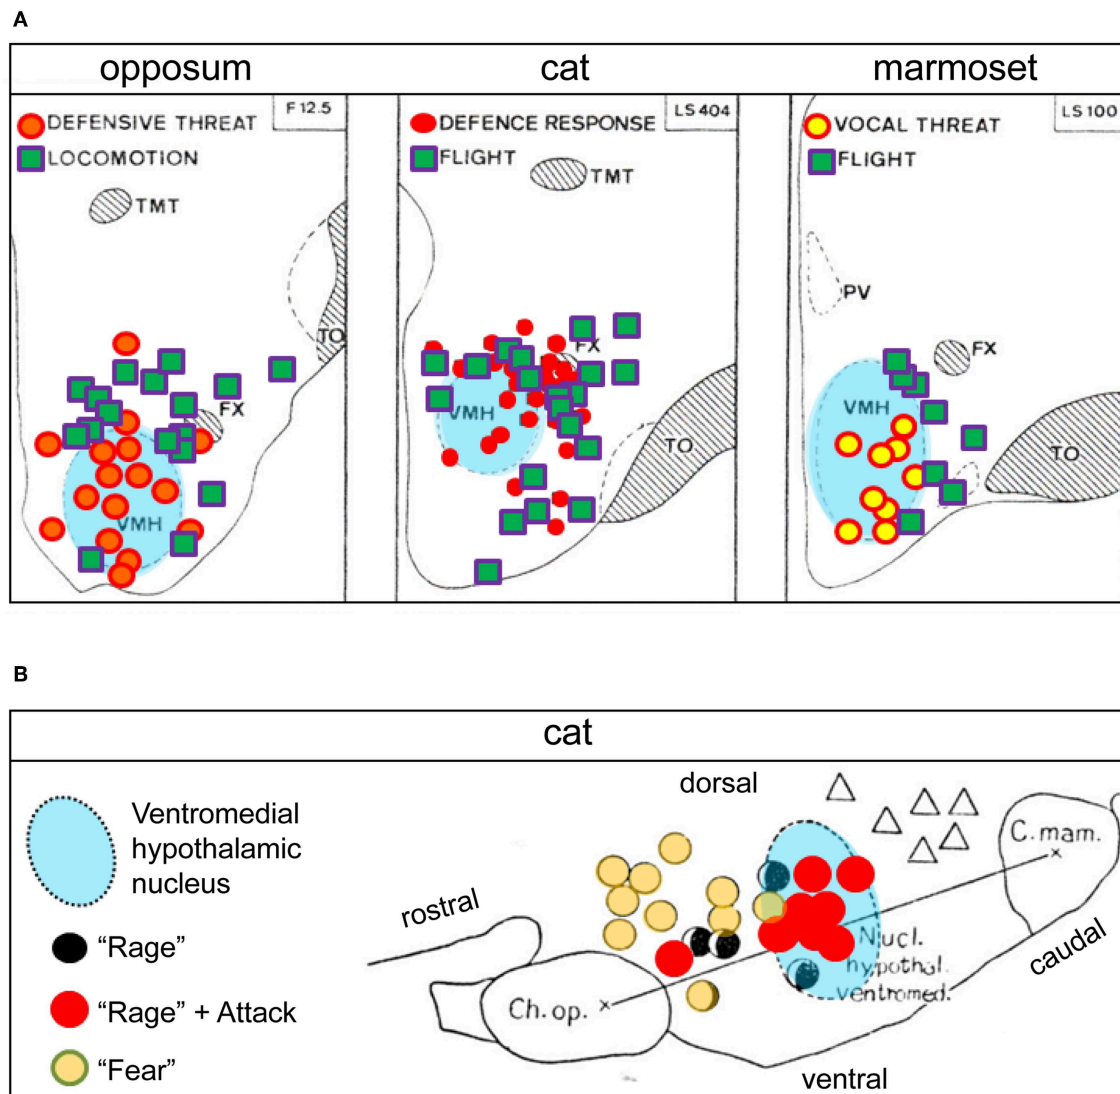 A
opposum
cat
marmoset
F 12.5
DEFENSIVE THREAT
LOCOMOTION
TMT
TO
FX
VMH
LS 404
DEFENCE RESPONSE
FLIGHT
TMT
FX
VMH
TO
LS 100
VOCAL THREAT
FLIGHT
PV
FX
VMH
TO
B
cat
Ventromedial
hypothalamic
nucleus
"Rage"
"Rage" + Attack
"Fear"
dorsal
rostral
C. mam.
Nucl.
hypothal.
ventromed.
caudal
Ch. op.
ventral